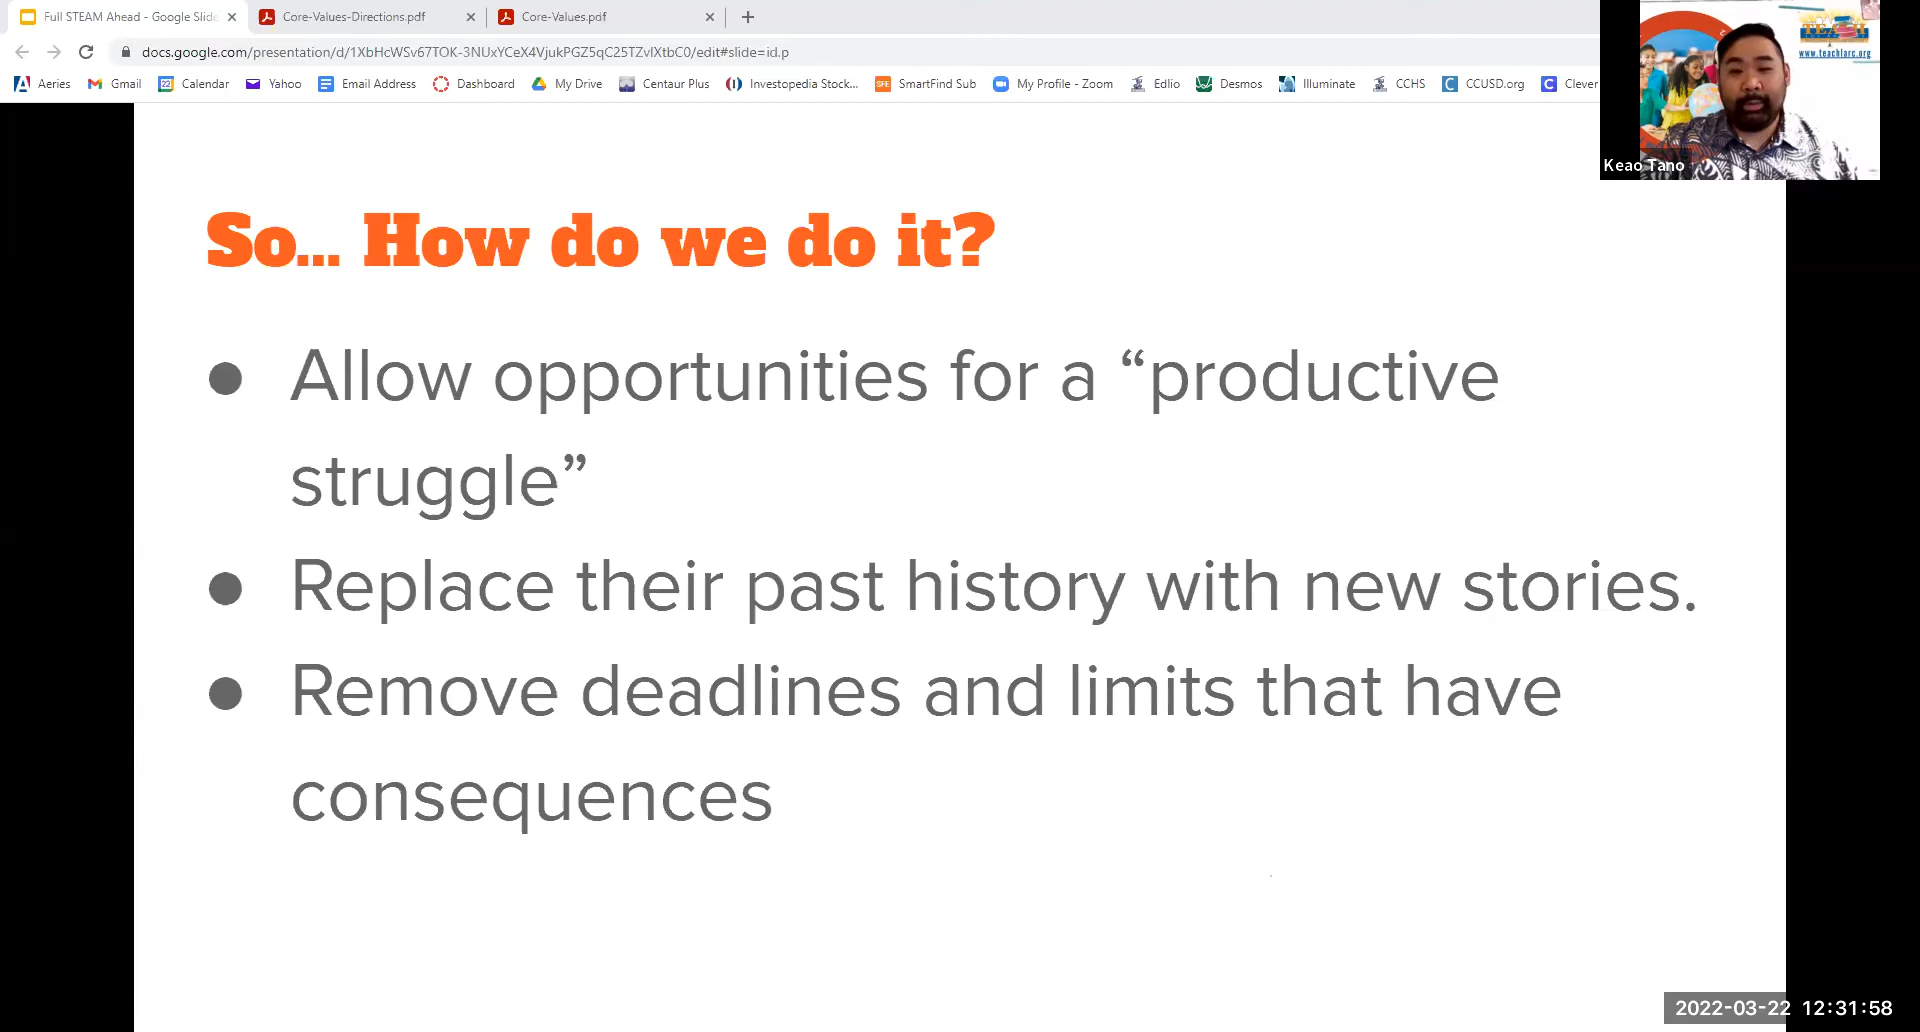 Full STEAM Ahead - Google Slide
Core-Values-Directions.pdf
Core-Values.pdf
docs.google.com/presentation/d/1XbHcWSv67TOK-3NUxYCeX4VjukPGZ5qC25TZvlXtbC0/edit#slide=id.p
Aeries Gmail Calendar Yahoo Email Address Dashboard My Drive Centaur Plus Investopedia Stock... SmartFind Sub My Profile - Zoom Edlio Desmos Illuminate CCHS CCUSD.org Clever
TEACH
www.teachlarc.org
Keao Tano
So... How do we do it?
● Allow opportunities for a “productive
struggle”
● Replace their past history with new stories.
● Remove deadlines and limits that have
consequences
2022-03-22 12:31:58